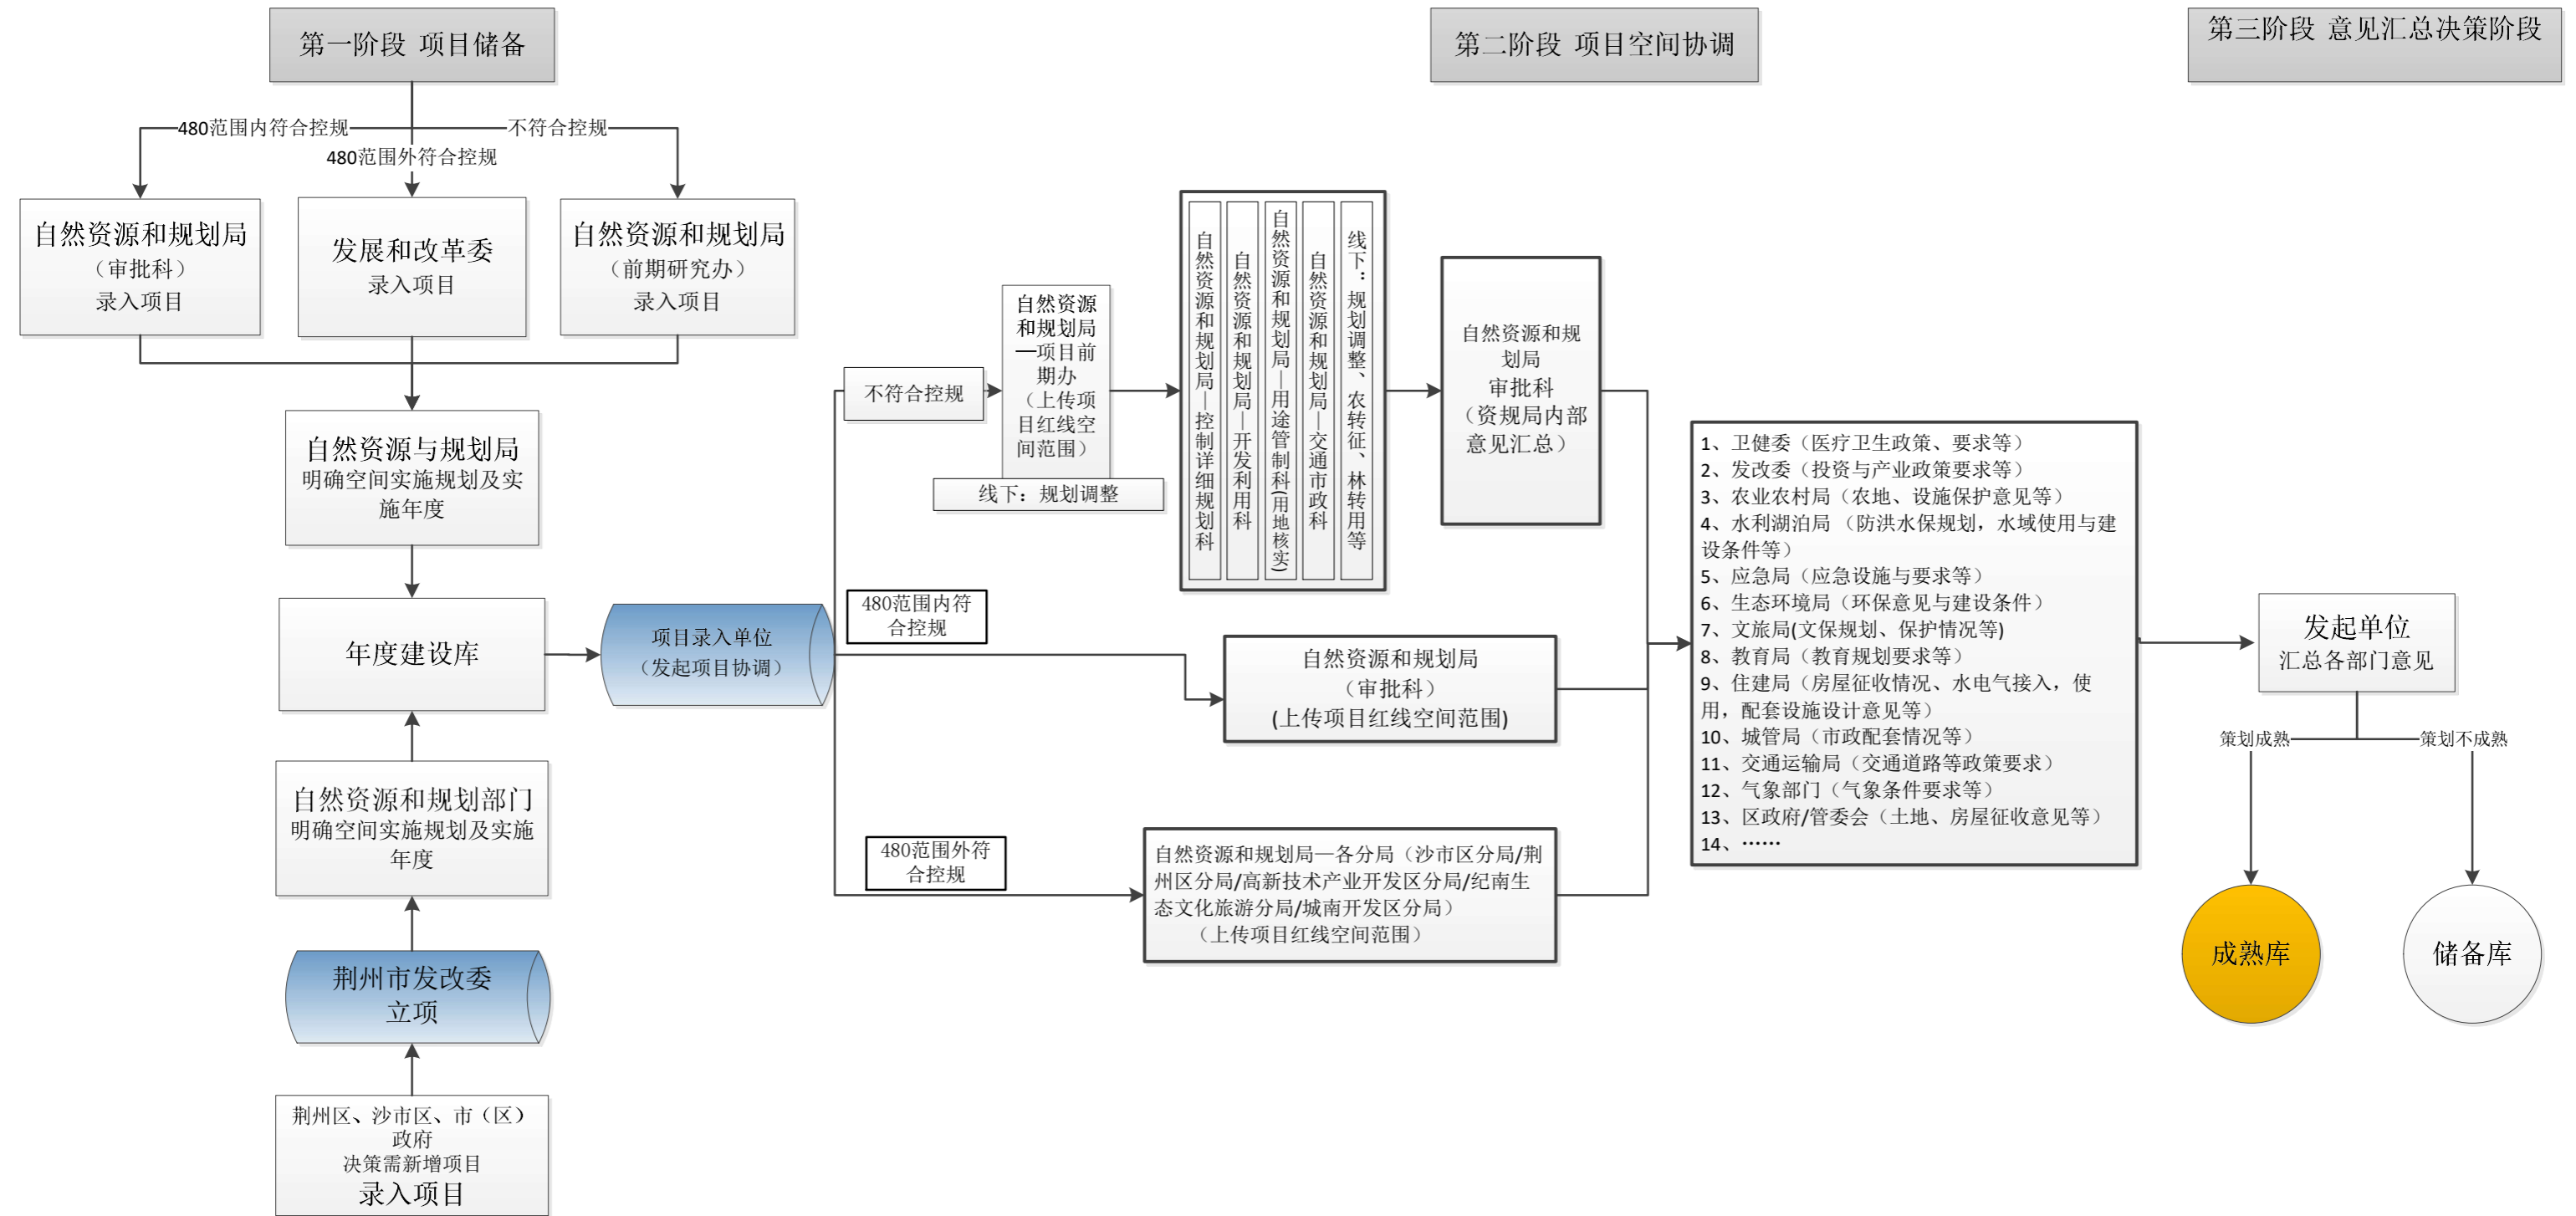 第一阶段 项目储备
第二阶段 项目空间协调
第三阶段 意见汇总决策阶段
480范围内符合控规
不符合控规
480范围外符合控规
自然资源和规划局
（审批科）
录入项目
发展和改革委
录入项目
自然资源和规划局
（前期研究办）
录入项目
自然资源与规划局
明确空间实施规划及实
施年度
年度建设库
自然资源和规划部门
明确空间实施规划及实施
年度
荆州市发改委
立项
荆州区、沙市区、市（区）
政府
决策需新增项目
录入项目
项目录入单位
（发起项目协调）
不符合控规
自然资源
和规划局
—项目前
期办
（上传项
目红线空
间范围）
线下：规划调整
自然资源和规划局—控制详细规划科
自然资源和规划局—开发利用科
自然资源和规划局—用途管制科(用地核实)
自然资源和规划局—交通市政科
线下：规划调整、农转征、林转用等
自然资源和规
划局
审批科
（资规局内部
意见汇总）
480范围内符
合控规
自然资源和规划局
（审批科）
(上传项目红线空间范围)
480范围外符
合控规
自然资源和规划局—各分局（沙市区分局/荆
州区分局/高新技术产业开发区分局/纪南生
态文化旅游分局/城南开发区分局）
（上传项目红线空间范围）
1、卫健委（医疗卫生政策、要求等）
2、发改委（投资与产业政策要求等）
3、农业农村局（农地、设施保护意见等）
4、水利湖泊局 （防洪水保规划，水域使用与建
设条件等）
5、应急局（应急设施与要求等）
6、生态环境局（环保意见与建设条件）
7、文旅局(文保规划、保护情况等)
8、教育局（教育规划要求等）
9、住建局（房屋征收情况、水电气接入，使
用，配套设施设计意见等）
10、城管局（市政配套情况等）
11、交通运输局（交通道路等政策要求）
12、气象部门（气象条件要求等）
13、区政府/管委会（土地、房屋征收意见等）
14、……
发起单位
汇总各部门意见
策划成熟
策划不成熟
成熟库
储备库